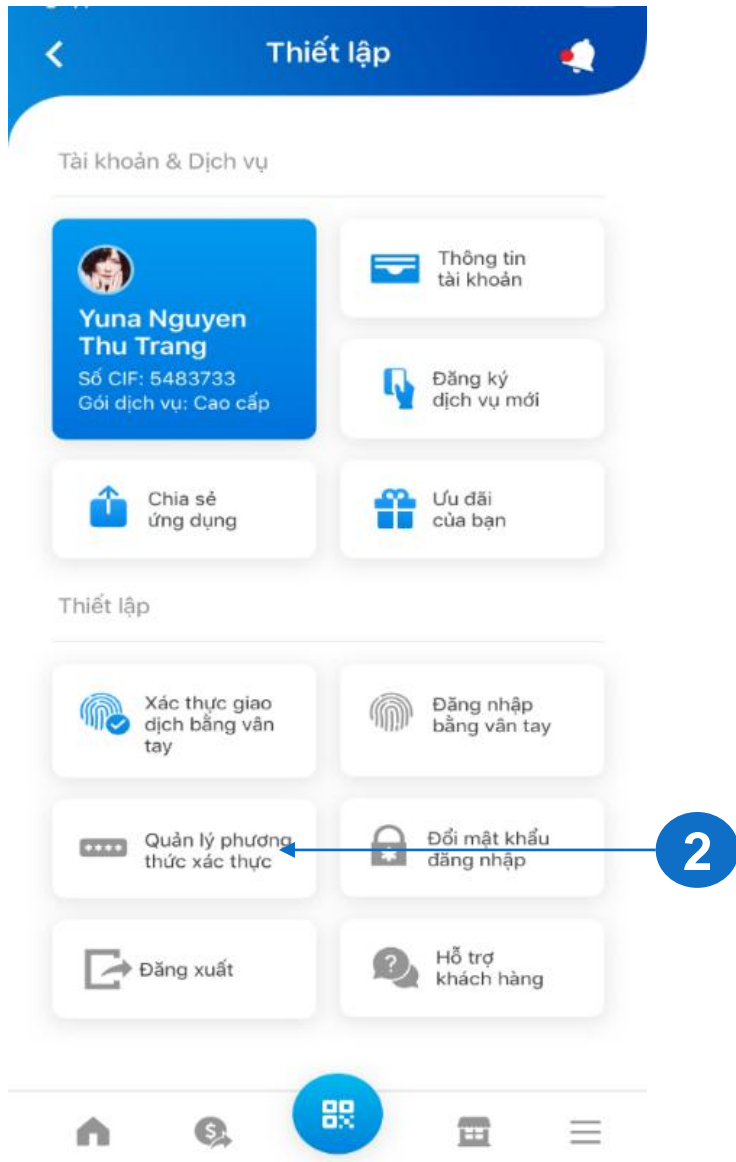 Thiết lập
Tài khoản & Dịch vụ
Yuna Nguyen
Thu Trang
Số CIF: 5483733
Gói dịch vụ: Cao cấp
Thông tin
tài khoản
Đăng ký
dịch vụ mới
Chia sẻ
ứng dụng
Ưu đãi
của bạn
Thiết lập
Xác thực giao
dịch bằng vân
tay
Đăng nhập
bằng vân tay
Quản lý phương
thức xác thực
Đổi mật khẩu
đăng nhập
2
Đăng xuất
Hỗ trợ
khách hàng